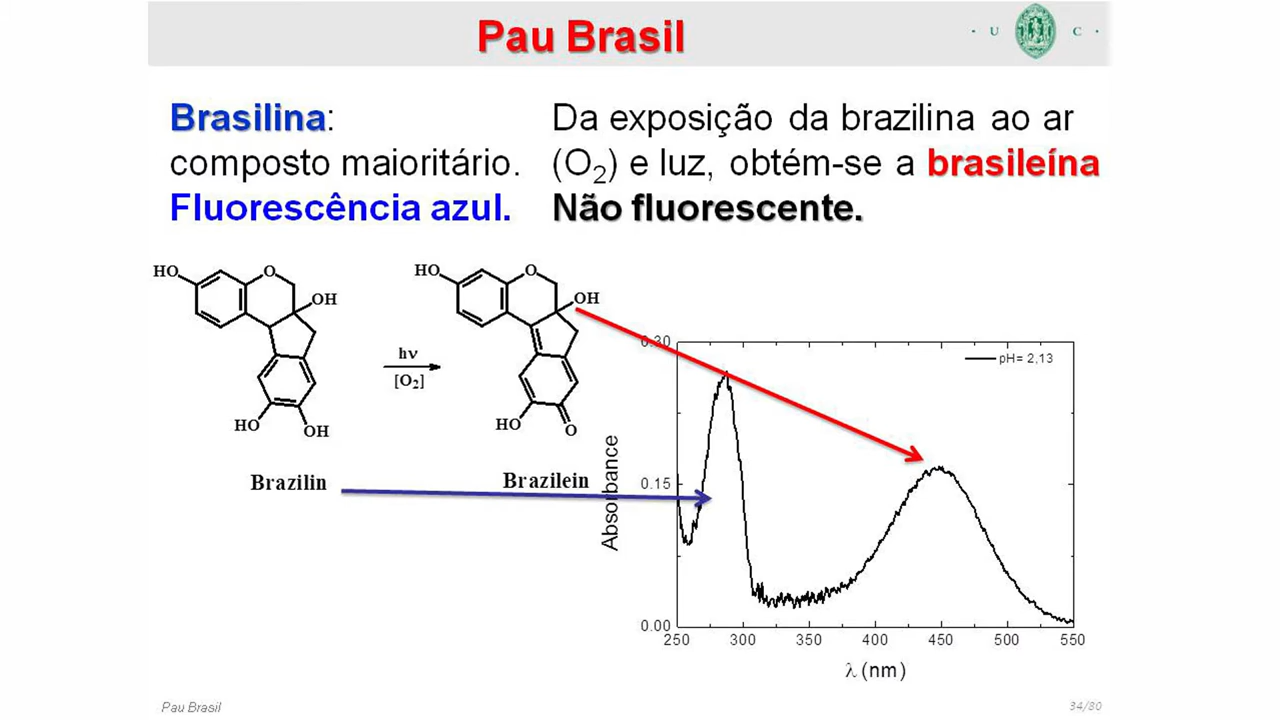 Pau Brasil
· U C ·
Brasilina:
composto maioritário.
Fluorescência azul.
Da exposição da brazilina ao ar
(O2) e luz, obtém-se a brasileína
Não fluorescente.
HO
O
OH
HO
OH
hν
[O2]
HO
O
OH
HO
O
Brazilin
Brazilein
Absorbance
0.30
0.15
0.00
pH= 2,13
250 300 350 400 450 500 550
λ (nm)
Pau Brasil
34/80